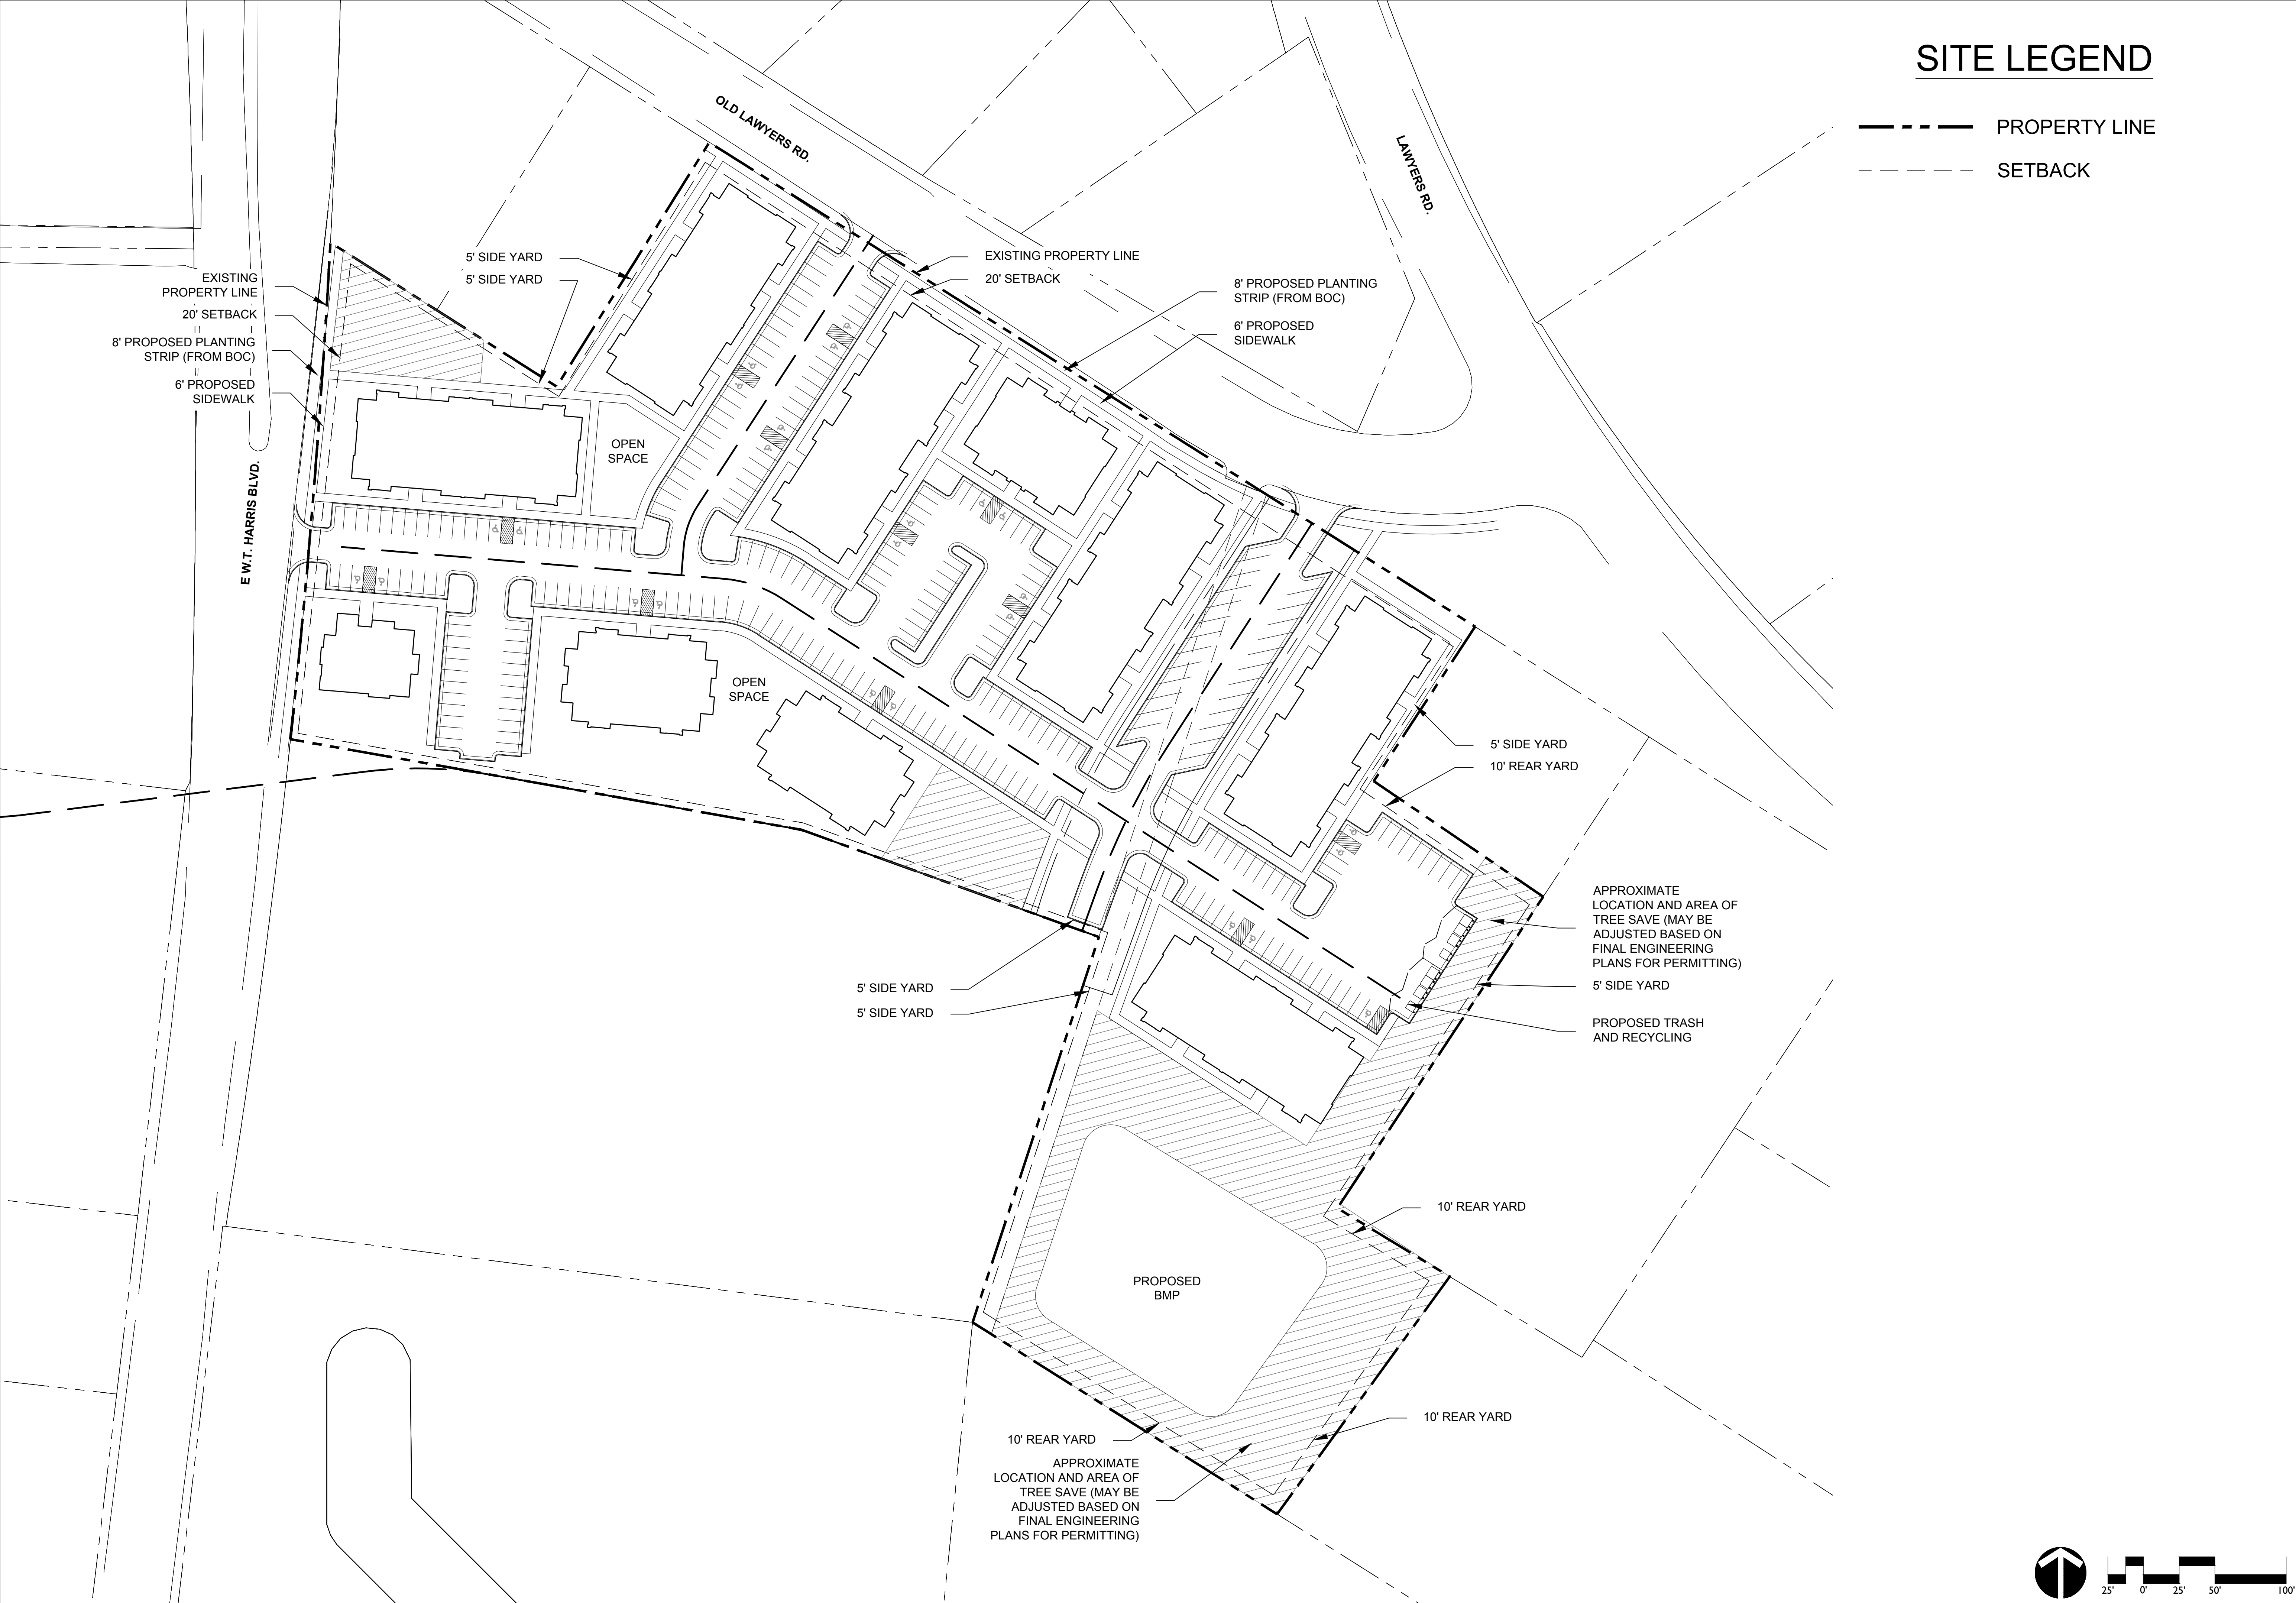 SITE LEGEND
PROPERTY LINE
SETBACK
OLD LAWYERS RD.
LAWYERS RD.
5' SIDE YARD
5' SIDE YARD
EXISTING PROPERTY LINE
20' SETBACK
8' PROPOSED PLANTING
STRIP (FROM BOC)
6' PROPOSED
SIDEWALK
EXISTING
PROPERTY LINE
20' SETBACK
8' PROPOSED PLANTING
STRIP (FROM BOC)
6' PROPOSED
SIDEWALK
E W.T. HARRIS BLVD.
OPEN
SPACE
OPEN
SPACE
5' SIDE YARD
10' REAR YARD
APPROXIMATE
LOCATION AND AREA OF
TREE SAVE (MAY BE
ADJUSTED BASED ON
FINAL ENGINEERING
PLANS FOR PERMITTING)
5' SIDE YARD
PROPOSED TRASH
AND RECYCLING
5' SIDE YARD
5' SIDE YARD
10' REAR YARD
PROPOSED
BMP
10' REAR YARD
10' REAR YARD
APPROXIMATE
LOCATION AND AREA OF
TREE SAVE (MAY BE
ADJUSTED BASED ON
FINAL ENGINEERING
PLANS FOR PERMITTING)
25' 0' 25' 50' 100'